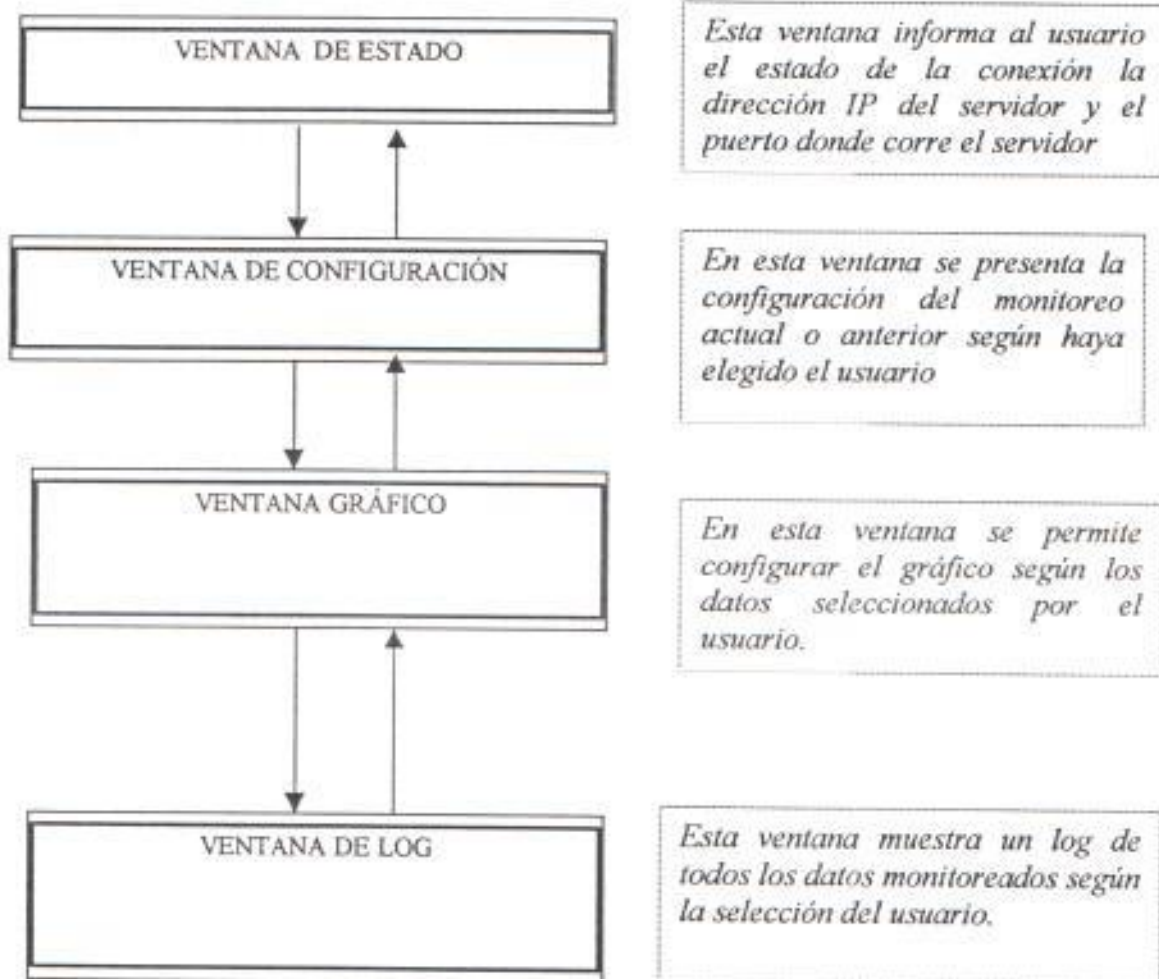 VENTANA DE ESTADO
Esta ventana informa al usuario
el estado de la conexión la
dirección IP del servidor y el
puerto donde corre el servidor
VENTANA DE CONFIGURACIÓN
En esta ventana se presenta la
configuración del monitoreo
actual o anterior según haya
elegido el usuario
VENTANA GRÁFICO
En esta ventana se permite
configurar el gráfico según los
datos seleccionados por el
usuario.
VENTANA DE LOG
Esta ventana muestra un log de
todos los datos monitoreados según
la selección del usuario.